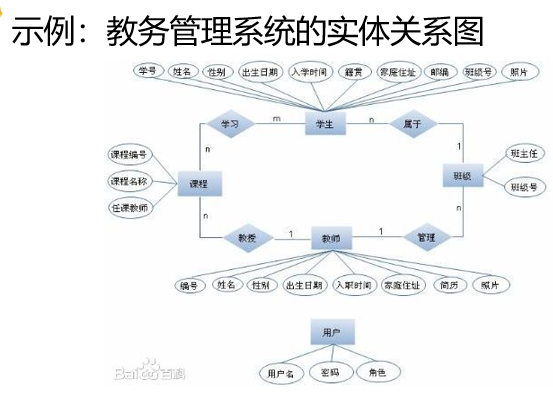 示例：教务管理系统的实体关系图
学号 姓名 性别 出生日期 入学时间 籍贯 家庭住址 邮编 班级号 照片
学习 m 学生 n 属于
n 1
课程编号
课程名称
任课教师
课程
班级
班主任
班级号
n n
教授 1 教师 1 管理
编号 姓名 性别 出生日期 入职时间 家庭住址 简历 照片
用户
用户名 密码 角色
Bai百科